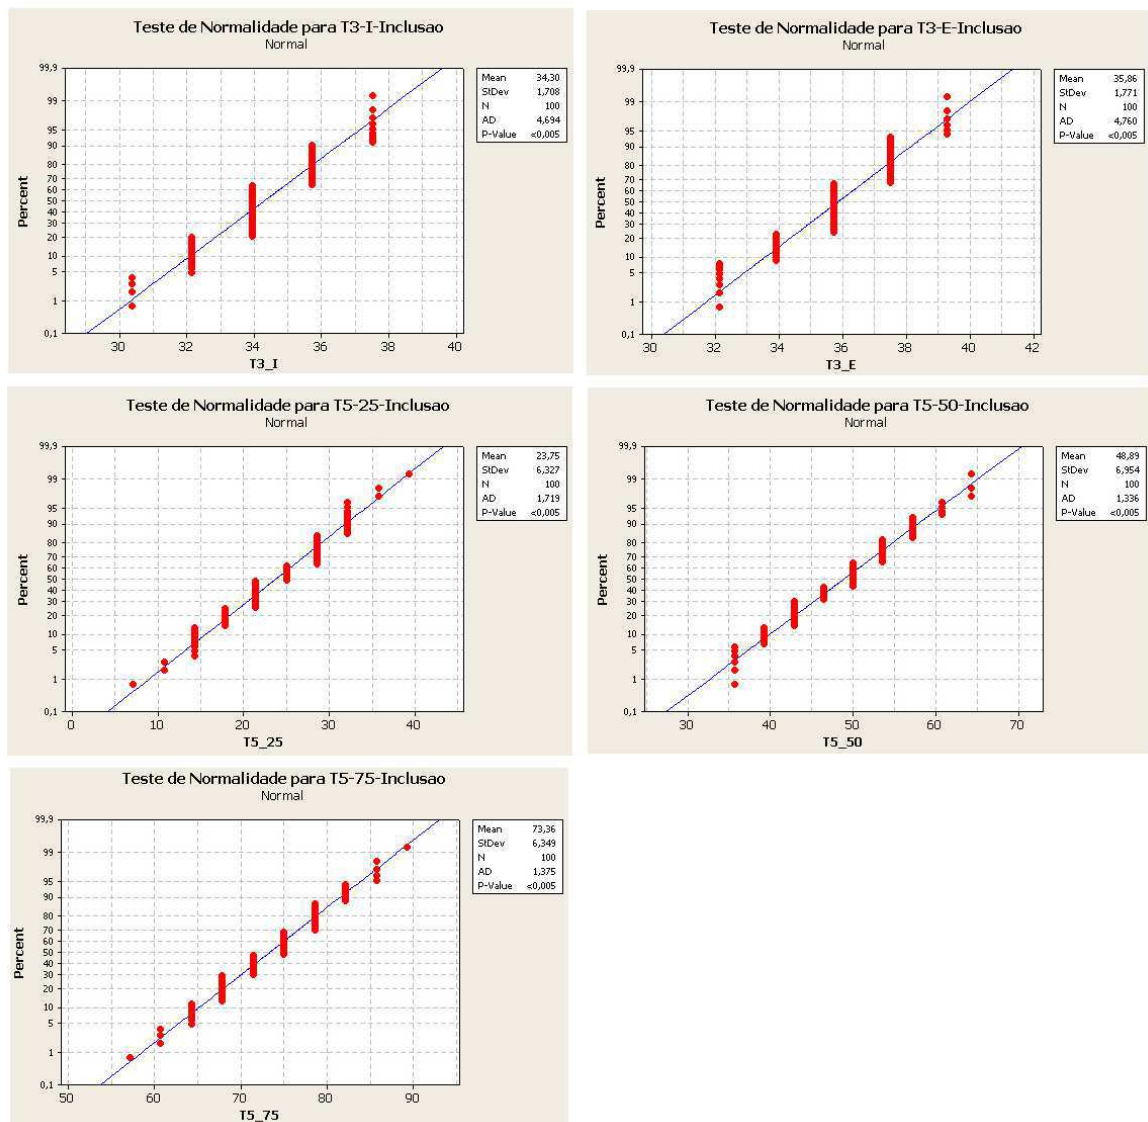 Teste de Normalidade para T3-I-Inclusao
Normal
99,9
99
95
90
80
70
60
50
40
30
20
10
5
1
0,1
Percent
30 32 34 36 38 40
T3_I
Mean 34,30
StDev 1,708
N 100
AD 4,694
P-Value <0,005
Teste de Normalidade para T3-E-Inclusao
Normal
99,9
99
95
90
80
70
60
50
40
30
20
10
5
1
0,1
Percent
30 32 34 36 38 40 42
T3_E
Mean 35,86
StDev 1,771
N 100
AD 4,760
P-Value <0,005
Teste de Normalidade para T5-25-Inclusao
Normal
99,9
99
95
90
80
70
60
50
40
30
20
10
5
1
0,1
Percent
0 10 20 30 40
T5_25
Mean 23,75
StDev 6,327
N 100
AD 1,719
P-Value <0,005
Teste de Normalidade para T5-50-Inclusao
Normal
99,9
99
95
90
80
70
60
50
40
30
20
10
5
1
0,1
Percent
30 40 50 60 70
T5_50
Mean 48,89
StDev 6,954
N 100
AD 1,336
P-Value <0,005
Teste de Normalidade para T5-75-Inclusao
Normal
99,9
99
95
90
80
70
60
50
40
30
20
10
5
1
0,1
Percent
50 60 70 80 90
T5_75
Mean 73,36
StDev 6,349
N 100
AD 1,375
P-Value <0,005